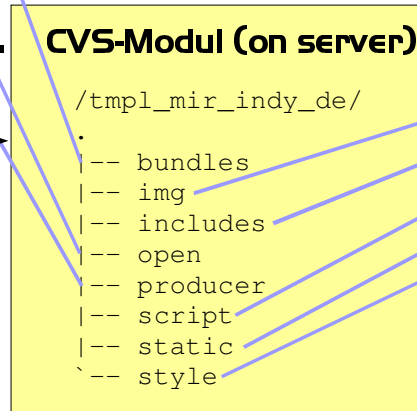 . CVS-Modul (on server)
/tmpl_mir_indy_de/
.
|-- bundles
|-- img
|-- includes
|-- open
|-- producer
|-- script
|-- static
`-- style